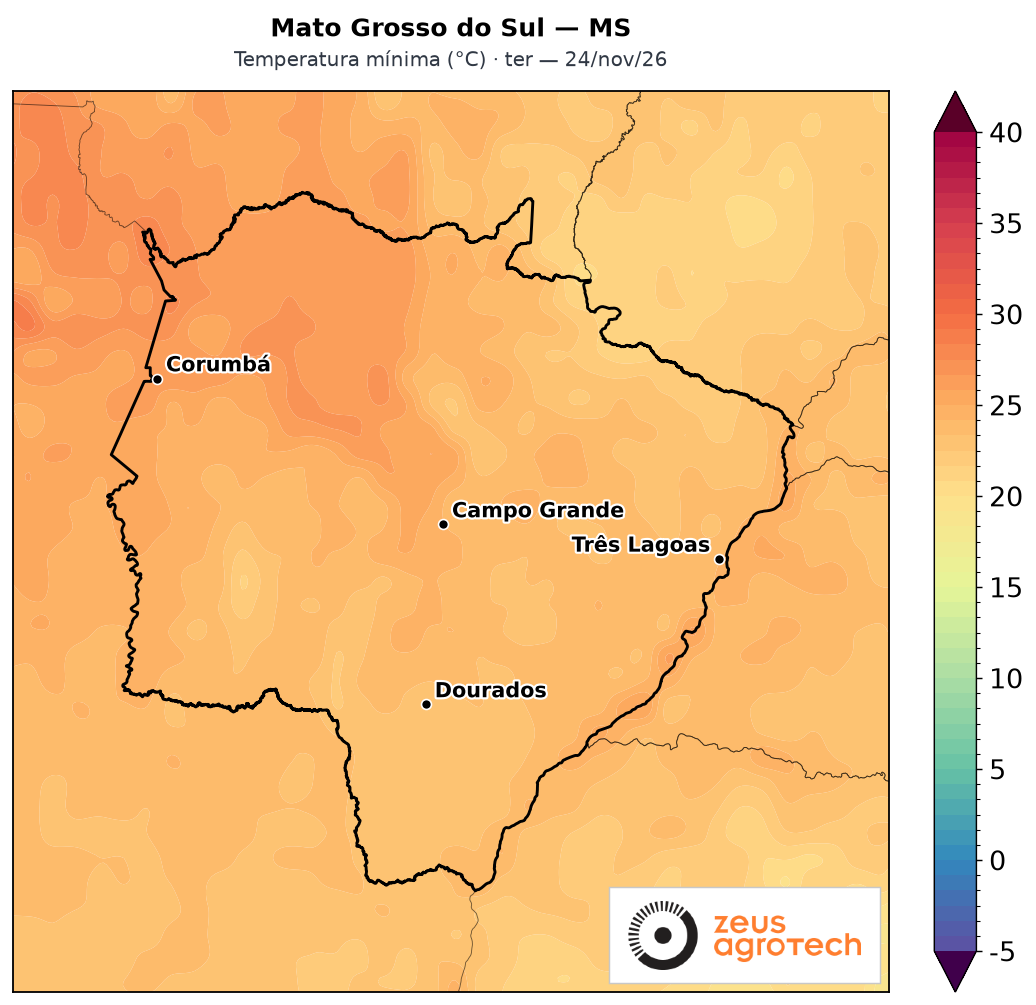 Mato Grosso do Sul — MS
Temperatura mínima (°C) · ter — 24/nov/26
40
35
30
25
20
15
10
5
0
-5
Corumbá
Campo Grande
Três Lagoas
Dourados
zeus
agrotech